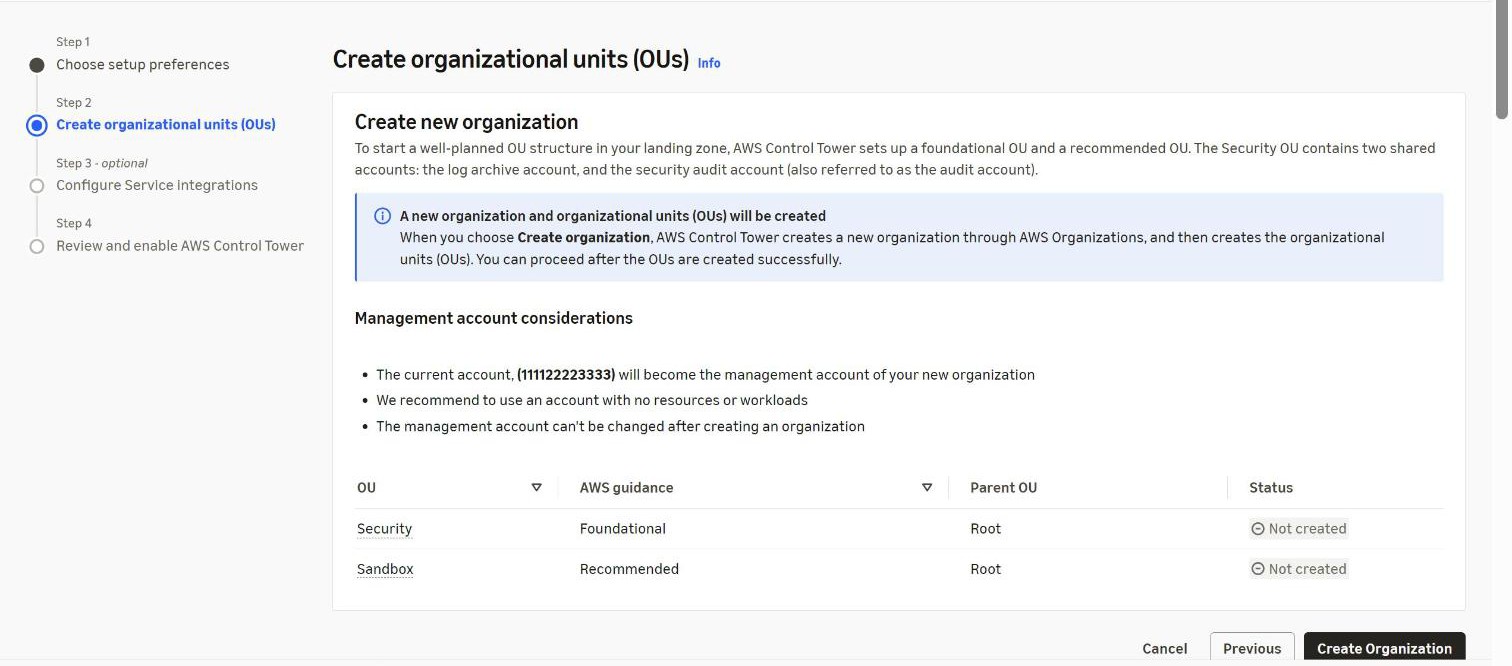 Step 1
Choose setup preferences
Step 2
Create organizational units (OUs)
Step 3 - optional
Configure Service integrations
Step 4
Review and enable AWS Control Tower
Create organizational units (OUs) Info
Create new organization
To start a well-planned OU structure in your landing zone, AWS Control Tower sets up a foundational OU and a recommended OU. The Security OU contains two shared
accounts: the log archive account, and the security audit account (also referred to as the audit account).
A new organization and organizational units (OUs) will be created
When you choose Create organization, AWS Control Tower creates a new organization through AWS Organizations, and then creates the organizational
units (OUs). You can proceed after the OUs are created successfully.
Management account considerations
• The current account, (111122223333) will become the management account of your new organization
• We recommend to use an account with no resources or workloads
• The management account can't be changed after creating an organization
OU AWS guidance Parent OU Status
Security Foundational Root Not created
Sandbox Recommended Root Not created
Cancel Previous Create Organization